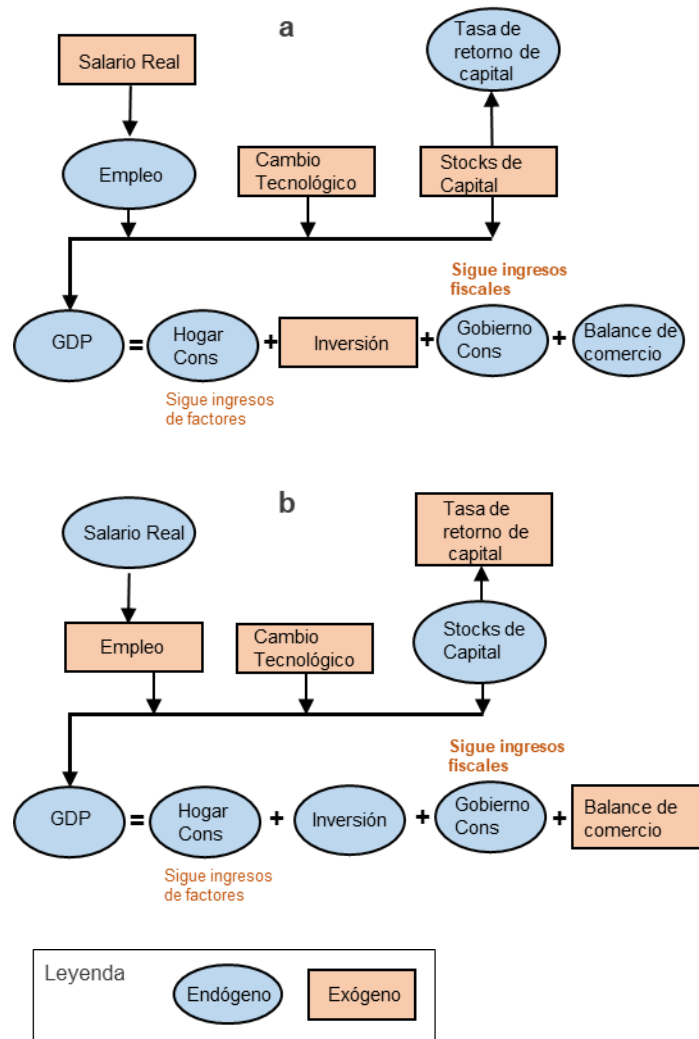 a
Tasa de
retorno de
capital
Salario Real
Empleo
Cambio
Tecnológico
Stocks de
Capital
Sigue ingresos
fiscales
GDP
=
Hogar
Cons
+
Inversión
+
Gobierno
Cons
+
Balance de
comercio
Sigue ingresos
de factores
b
Salario Real
Tasa de
retorno de
capital
Empleo
Cambio
Tecnológico
Stocks de
Capital
Sigue ingresos
fiscales
GDP
=
Hogar
Cons
+
Inversión
+
Gobierno
Cons
+
Balance de
comercio
Sigue ingresos
de factores
Leyenda
Endógeno
Exógeno